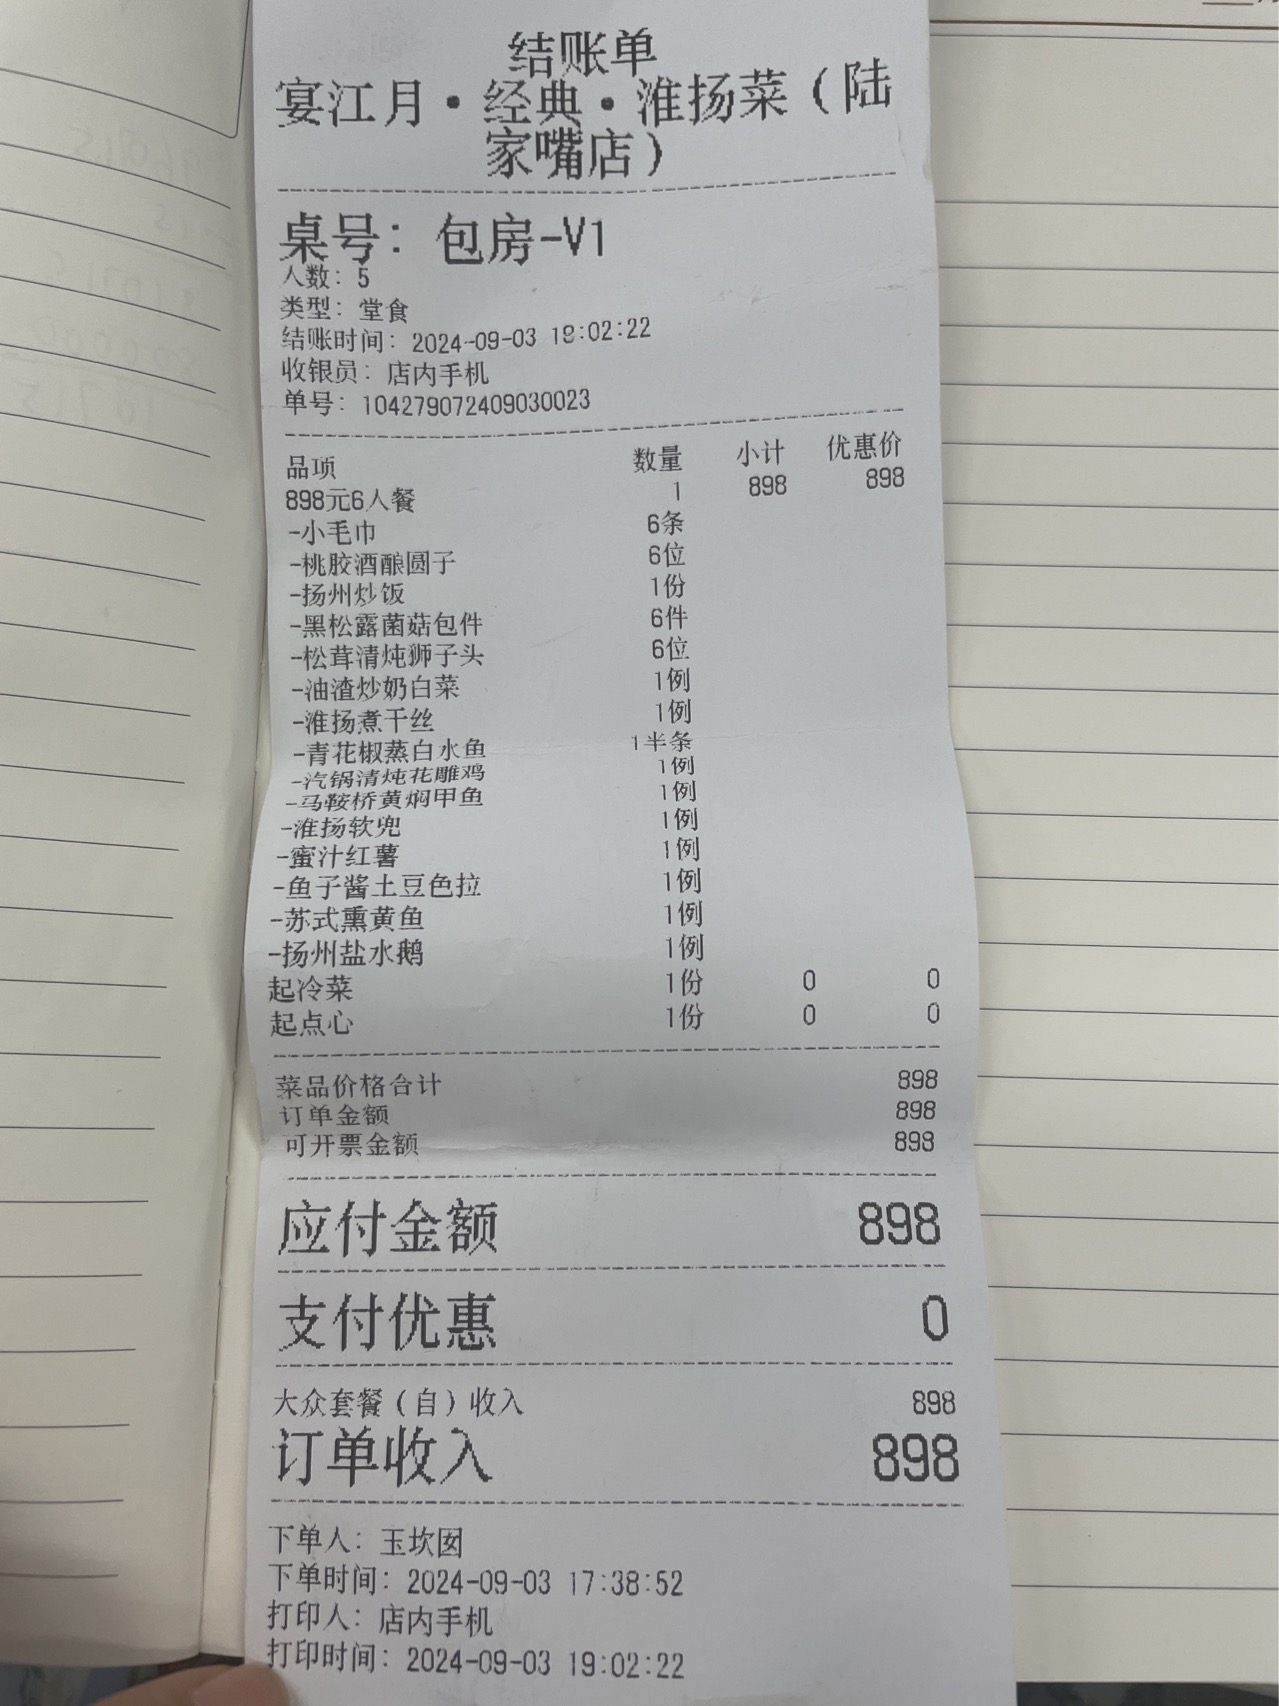 结账单
宴江月·经典·淮扬菜（陆
家嘴店）
桌号：包房-V1
人数：5
类型：堂食
结账时间：2024-09-03 19:02:22
收银员：店内手机
单号：104279072409030023
品项 数量 小计 优惠价
898元6人餐 1 898 898
-小毛巾 6条
-桃胶酒酿圆子 6位
-扬州炒饭 1份
-黑松露菌菇包件 6件
-松茸清炖狮子头 6位
-油渣炒奶白菜 1例
-淮扬煮干丝 1例
-青花椒蒸白水鱼 1半条
-汽锅清炖花雕鸡 1例
-马鞍桥黄焖甲鱼 1例
-淮扬软兜 1例
-蜜汁红薯 1例
-鱼子酱土豆色拉 1例
-苏式熏黄鱼 1例
-扬州盐水鹅 1例
起冷菜 1份 0 0
起点心 1份 0 0
菜品价格合计 898
订单金额 898
可开票金额 898
应付金额 898
支付优惠 0
大众套餐（自）收入 898
订单收入 898
下单人：玉坎囡
下单时间：2024-09-03 17:38:52
打印人：店内手机
打印时间：2024-09-03 19:02:22